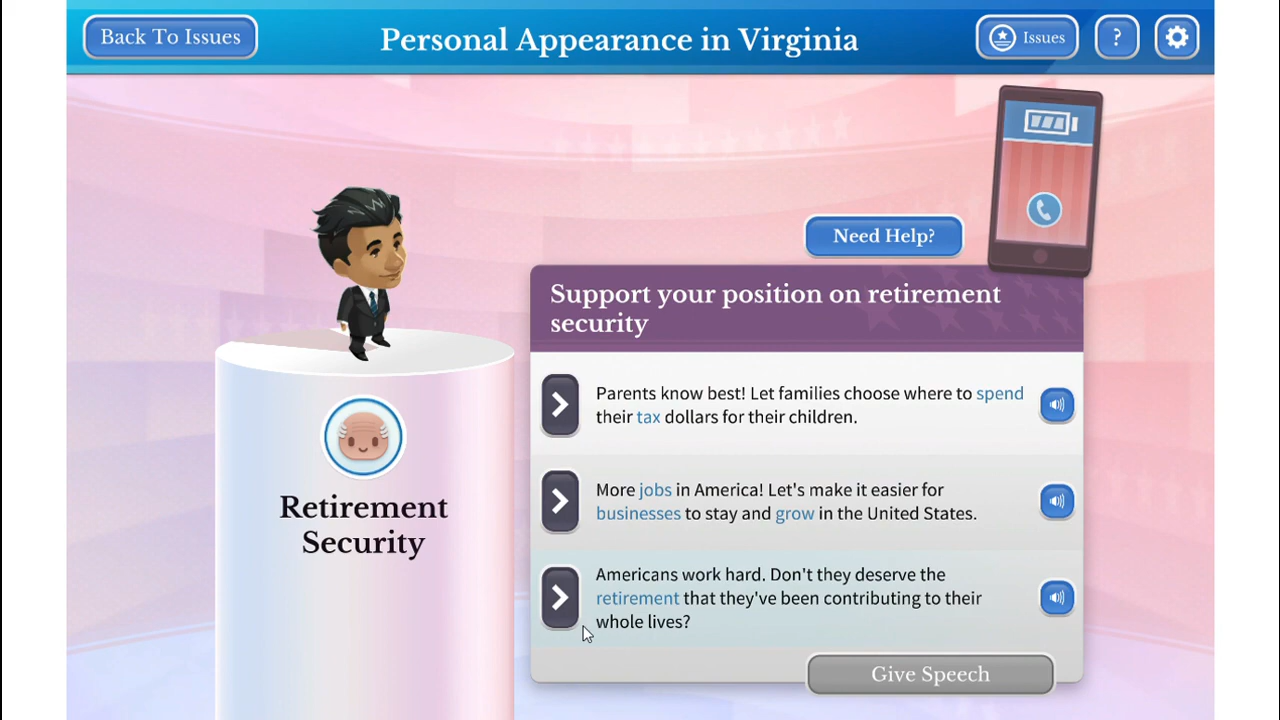 Back To Issues
Personal Appearance in Virginia
Issues
?
Need Help?
Support your position on retirement
security
Parents know best! Let families choose where to spend
their tax dollars for their children.
More jobs in America! Let's make it easier for
businesses to stay and grow in the United States.
Americans work hard. Don't they deserve the
retirement that they've been contributing to their
whole lives?
Give Speech
Retirement
Security